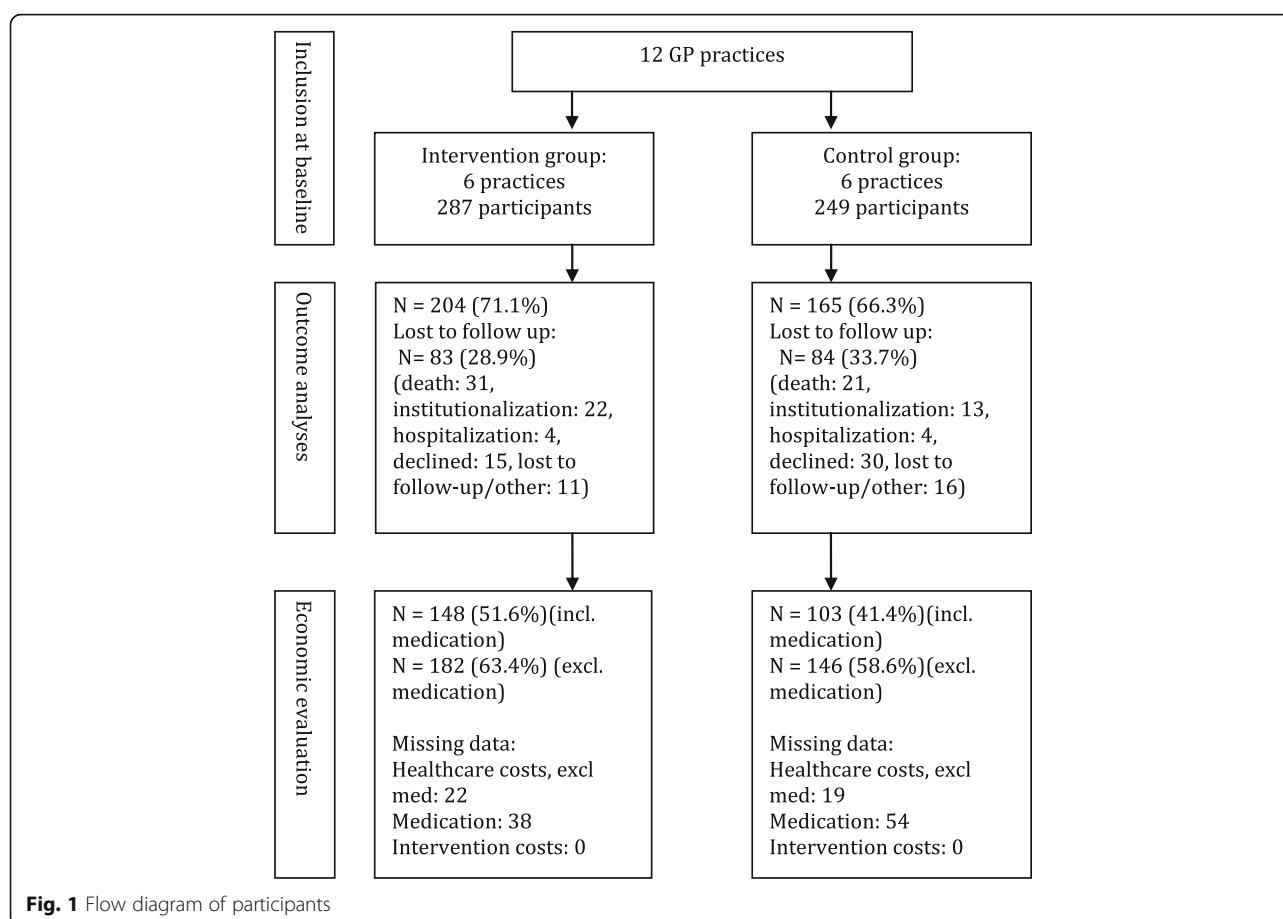 Inclusion at baseline
12 GP practices
Intervention group:
6 practices
287 participants
Control group:
6 practices
249 participants
Outcome analyses
N = 204 (71.1%)
Lost to follow up:
N= 83 (28.9%)
(death: 31,
institutionalization: 22,
hospitalization: 4,
declined: 15, lost to
follow-up/other: 11)
N = 165 (66.3%)
Lost to follow up:
N= 84 (33.7%)
(death: 21,
institutionalization: 13,
hospitalization: 4,
declined: 30, lost to
follow-up/other: 16)
Economic evaluation
N = 148 (51.6%)(incl.
medication)
N = 182 (63.4%) (excl.
medication)
Missing data:
Healthcare costs, excl
med: 22
Medication: 38
Intervention costs: 0
N = 103 (41.4%)(incl.
medication)
N = 146 (58.6%)(excl.
medication)
Missing data:
Healthcare costs, excl
med: 19
Medication: 54
Intervention costs: 0
Fig. 1 Flow diagram of participants